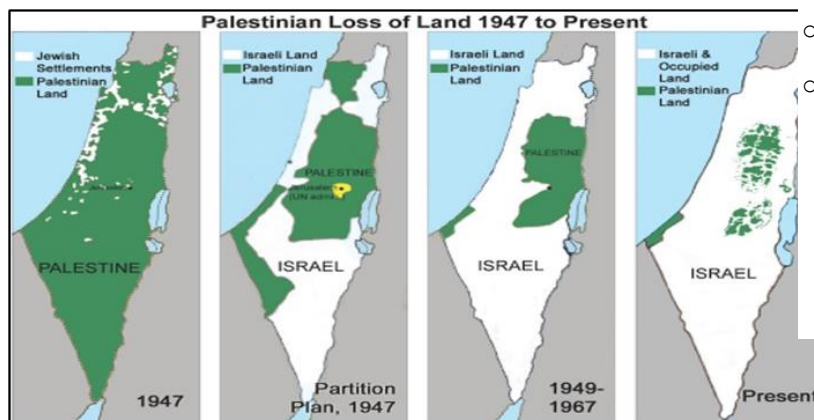 Palestinian Loss of Land 1947 to Present
Jewish
Settlements
Palestinian
Land
Jerusalem
PALESTINE
1947
Israeli Land
Palestinian
Land
PALESTINE
Jerusalem
(UN admin)
ISRAEL
Partition
Plan, 1947
Israeli Land
Palestinian
Land
PALESTINE
ISRAEL
1949-
1967
Israeli &
Occupied
Land
Palestinian
Land
ISRAEL
Present